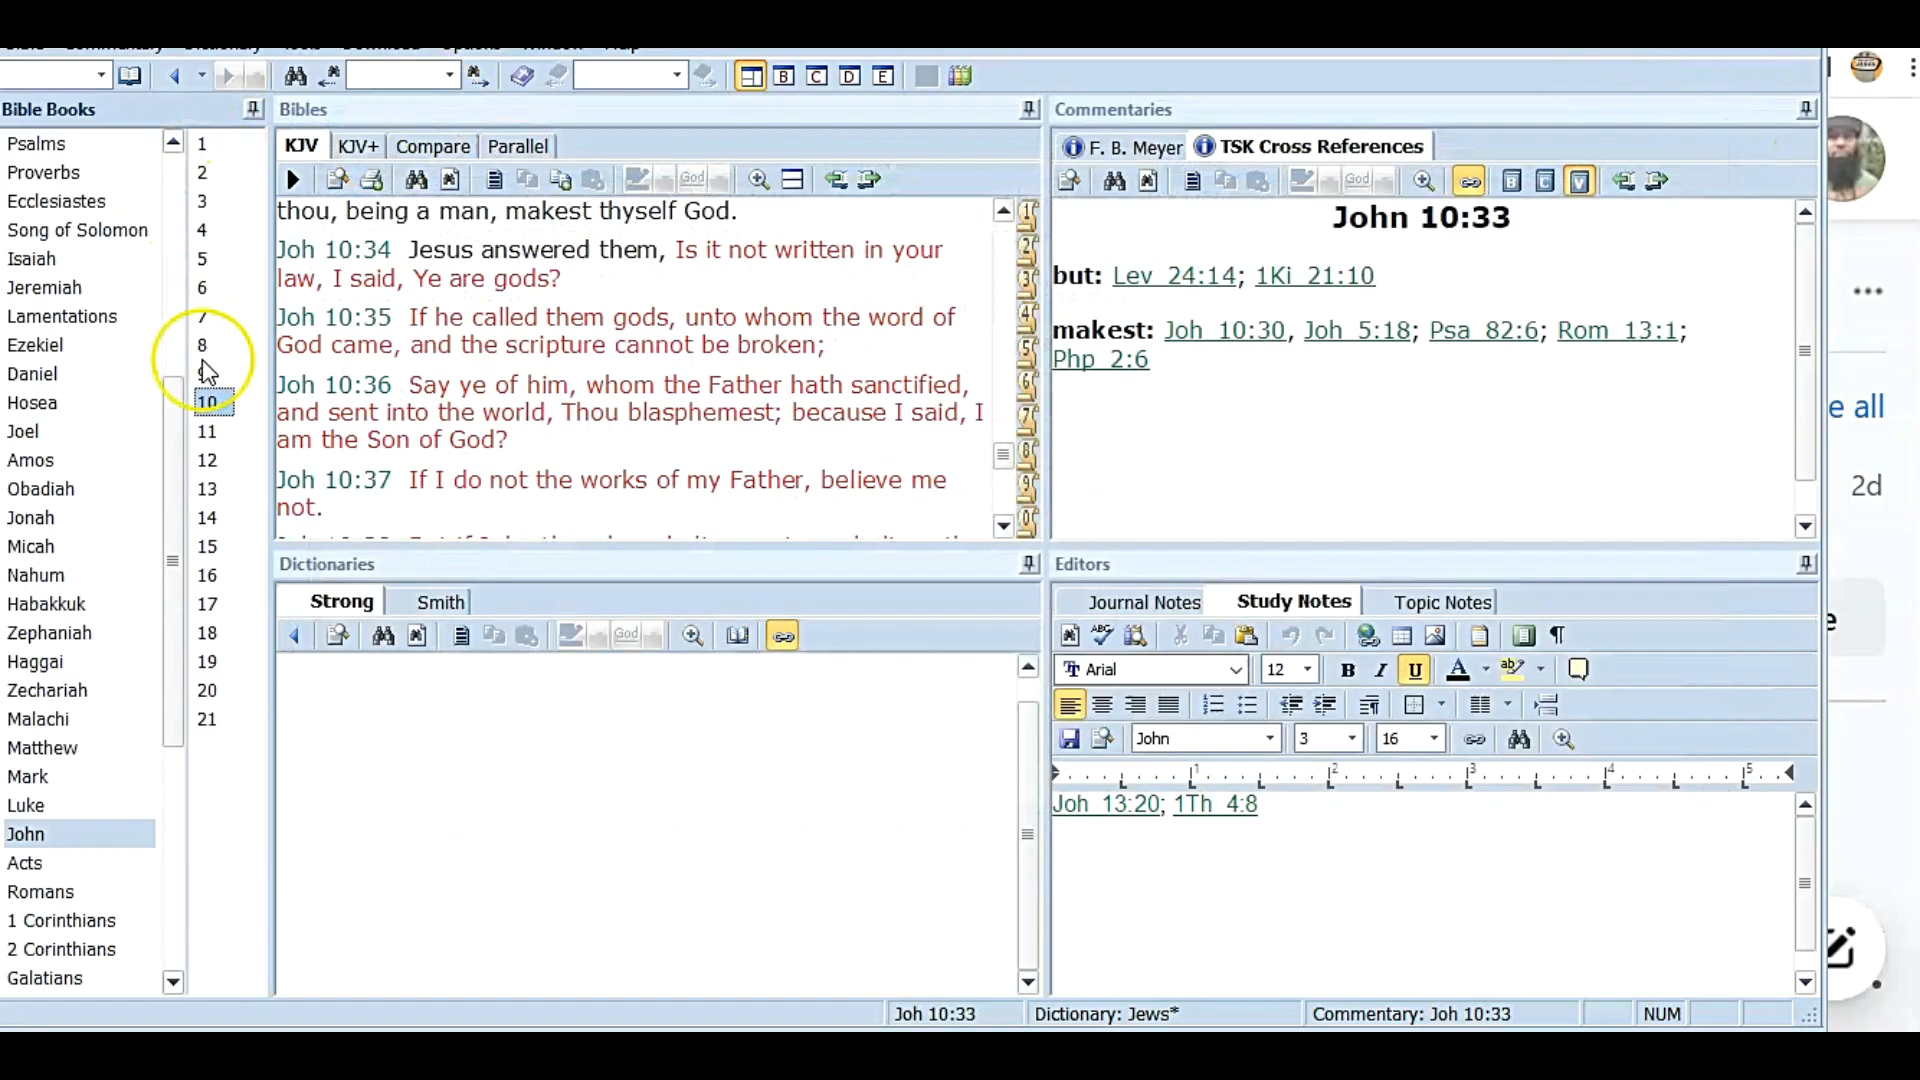 Bible Books
Psalms
Proverbs
Ecclesiastes
Song of Solomon
Isaiah
Jeremiah
Lamentations
Ezekiel
Daniel
Hosea
Joel
Amos
Obadiah
Jonah
Micah
Nahum
Habakkuk
Zephaniah
Haggai
Zechariah
Malachi
Matthew
Mark
Luke
John
Acts
Romans
1 Corinthians
2 Corinthians
Galatians
1
2
3
4
5
6
7
8
10
11
12
13
14
15
16
17
18
19
20
21
B C D E
Bibles
KJV KJV+ Compare Parallel
God
thou, being a man, makest thyself God.
Joh 10:34 Jesus answered them, Is it not written in your
law, I said, Ye are gods?
Joh 10:35 If he called them gods, unto whom the word of
God came, and the scripture cannot be broken;
Joh 10:36 Say ye of him, whom the Father hath sanctified,
and sent into the world, Thou blasphemest; because I said, I
am the Son of God?
Joh 10:37 If I do not the works of my Father, believe me
not.
Commentaries
F. B. Meyer TSK Cross References
God B C V
John 10:33
but: Lev 24:14; 1Ki 21:10
makest: Joh 10:30, Joh 5:18; Psa 82:6; Rom 13:1;
Php 2:6
Dictionaries
Strong Smith
God
Editors
Journal Notes Study Notes Topic Notes
ABC ¶
Arial 12 B I U A ab
John 3 16
1 2 3 4 5
Joh 13:20; 1Th 4:8
Joh 10:33 Dictionary: Jews* Commentary: Joh 10:33 NUM
e all
2d
e